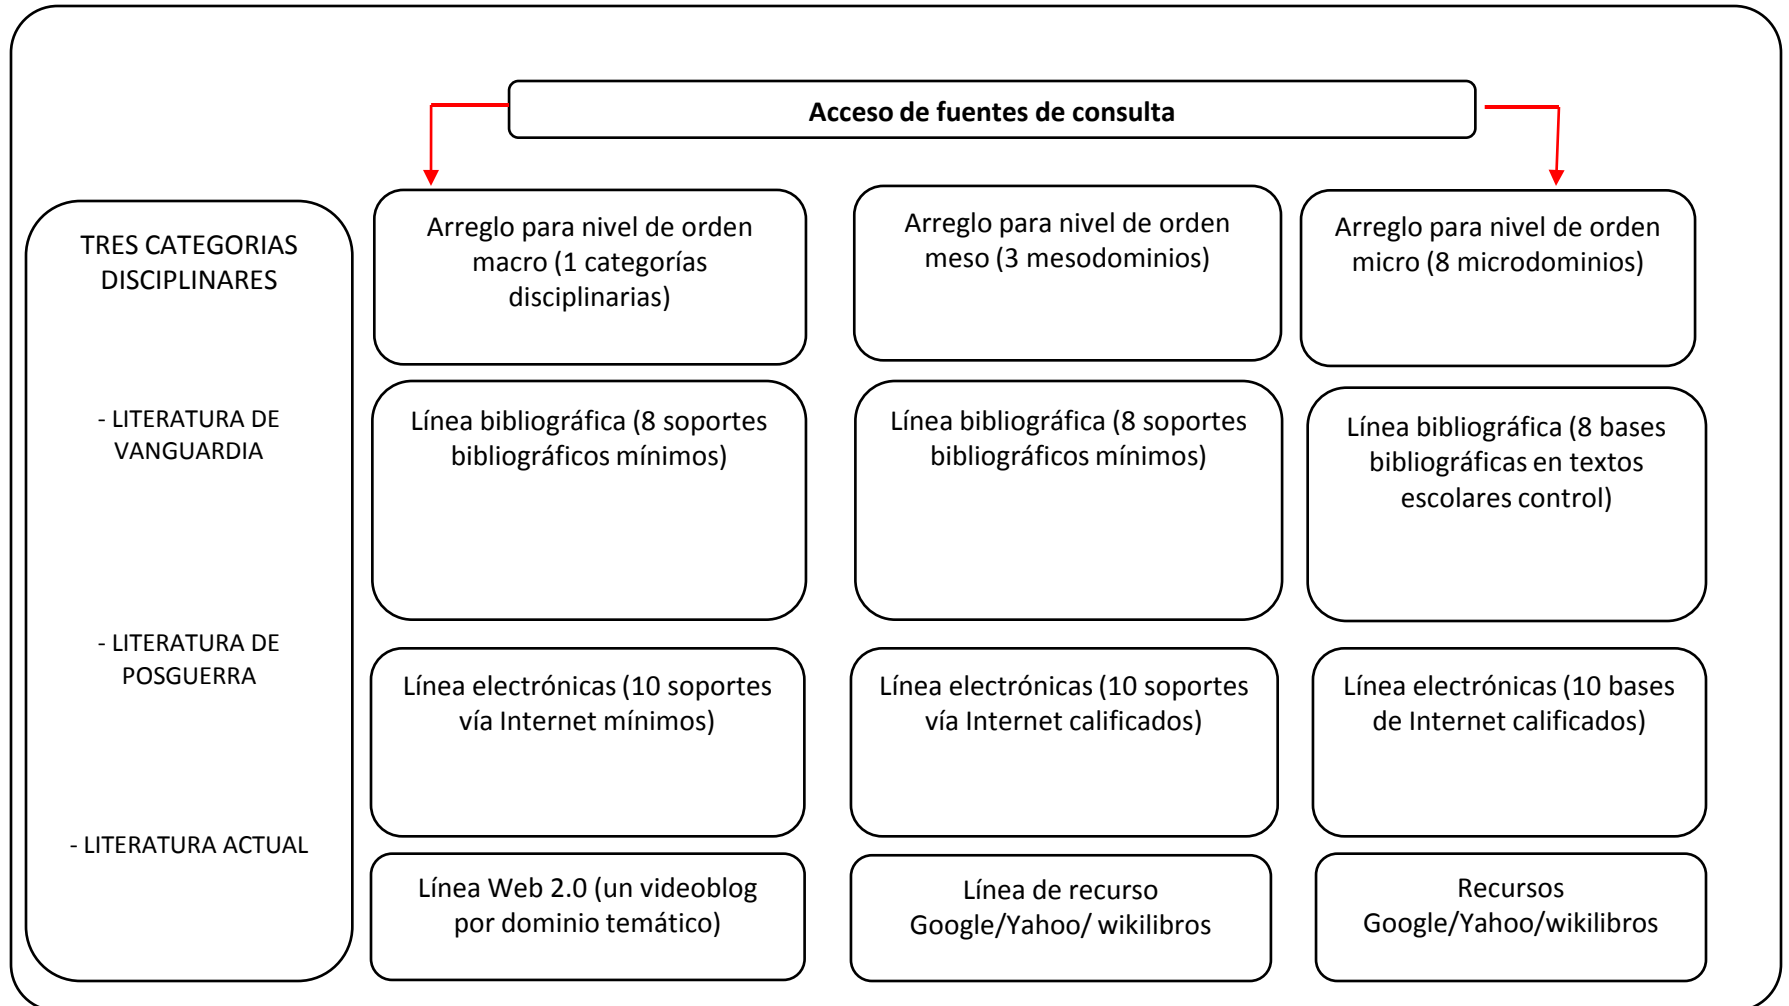 Acceso de fuentes de consulta
TRES CATEGORIAS
DISCIPLINARES
- LITERATURA DE
VANGUARDIA
- LITERATURA DE
POSGUERRA
- LITERATURA ACTUAL
Arreglo para nivel de orden
macro (1 categorías
disciplinarias)
Arreglo para nivel de orden
meso (3 mesodominios)
Arreglo para nivel de orden
micro (8 microdominios)
Línea bibliográfica (8 soportes
bibliográficos mínimos)
Línea bibliográfica (8 soportes
bibliográficos mínimos)
Línea bibliográfica (8 bases
bibliográficas en textos
escolares control)
Línea electrónicas (10 soportes
vía Internet mínimos)
Línea electrónicas (10 soportes
vía Internet calificados)
Línea electrónicas (10 bases
de Internet calificados)
Línea Web 2.0 (un videoblog
por dominio temático)
Línea de recurso
Google/Yahoo/ wikilibros
Recursos
Google/Yahoo/wikilibros